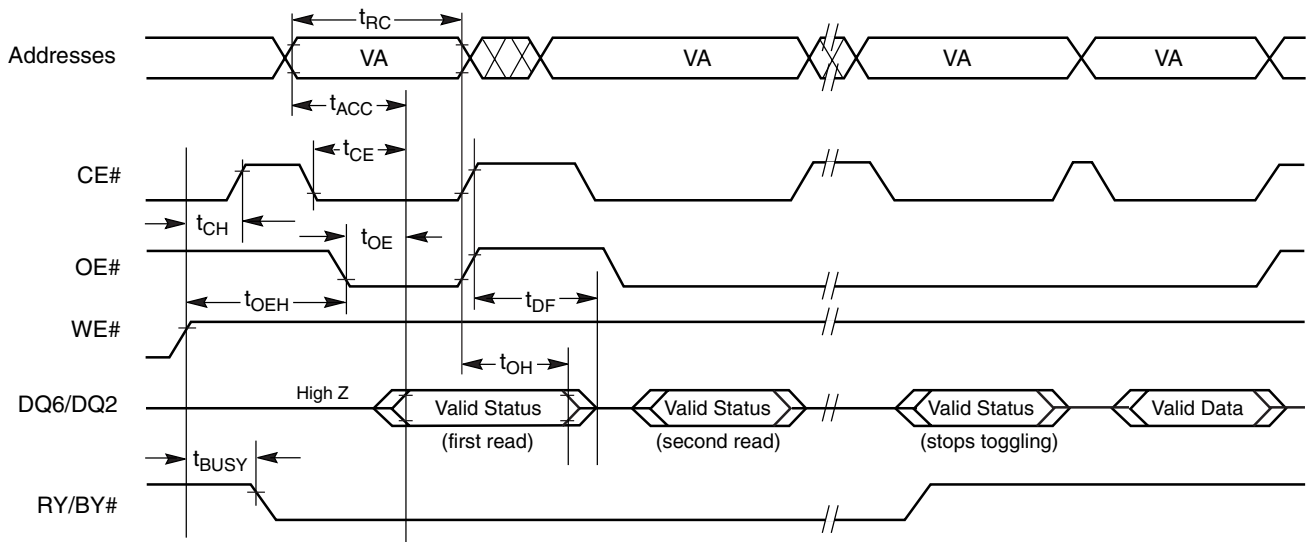 tRC
Addresses VA VA VA VA
tACC
tCE
CE#
tCH tOE
OE#
tOEH tDF
WE#
tOH
High Z
DQ6/DQ2 Valid Status Valid Status Valid Status Valid Data
(first read) (second read) (stops toggling)
tBUSY
RY/BY#